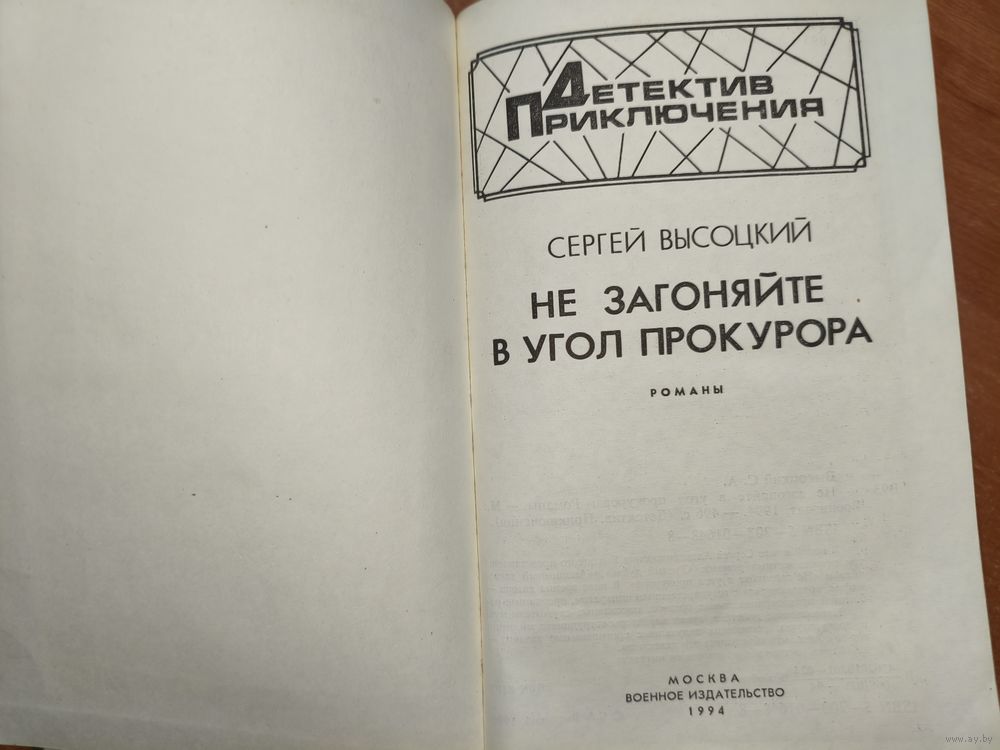 ДЕТЕКТИВ
ПРИКЛЮЧЕНИЯ
СЕРГЕЙ ВЫСОЦКИЙ
НЕ ЗАГОНЯЙТЕ
В УГОЛ ПРОКУРОРА
РОМАНЫ
МОСКВА
ВОЕННОЕ ИЗДАТЕЛЬСТВО
1994
www.ay.by